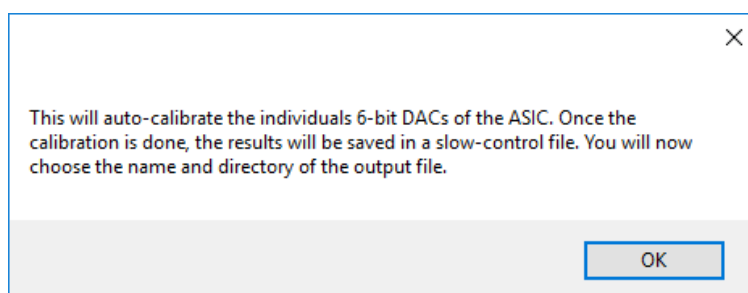 This will auto-calibrate the individuals 6-bit DACs of the ASIC. Once the
calibration is done, the results will be saved in a slow-control file. You will now
choose the name and directory of the output file.
OK